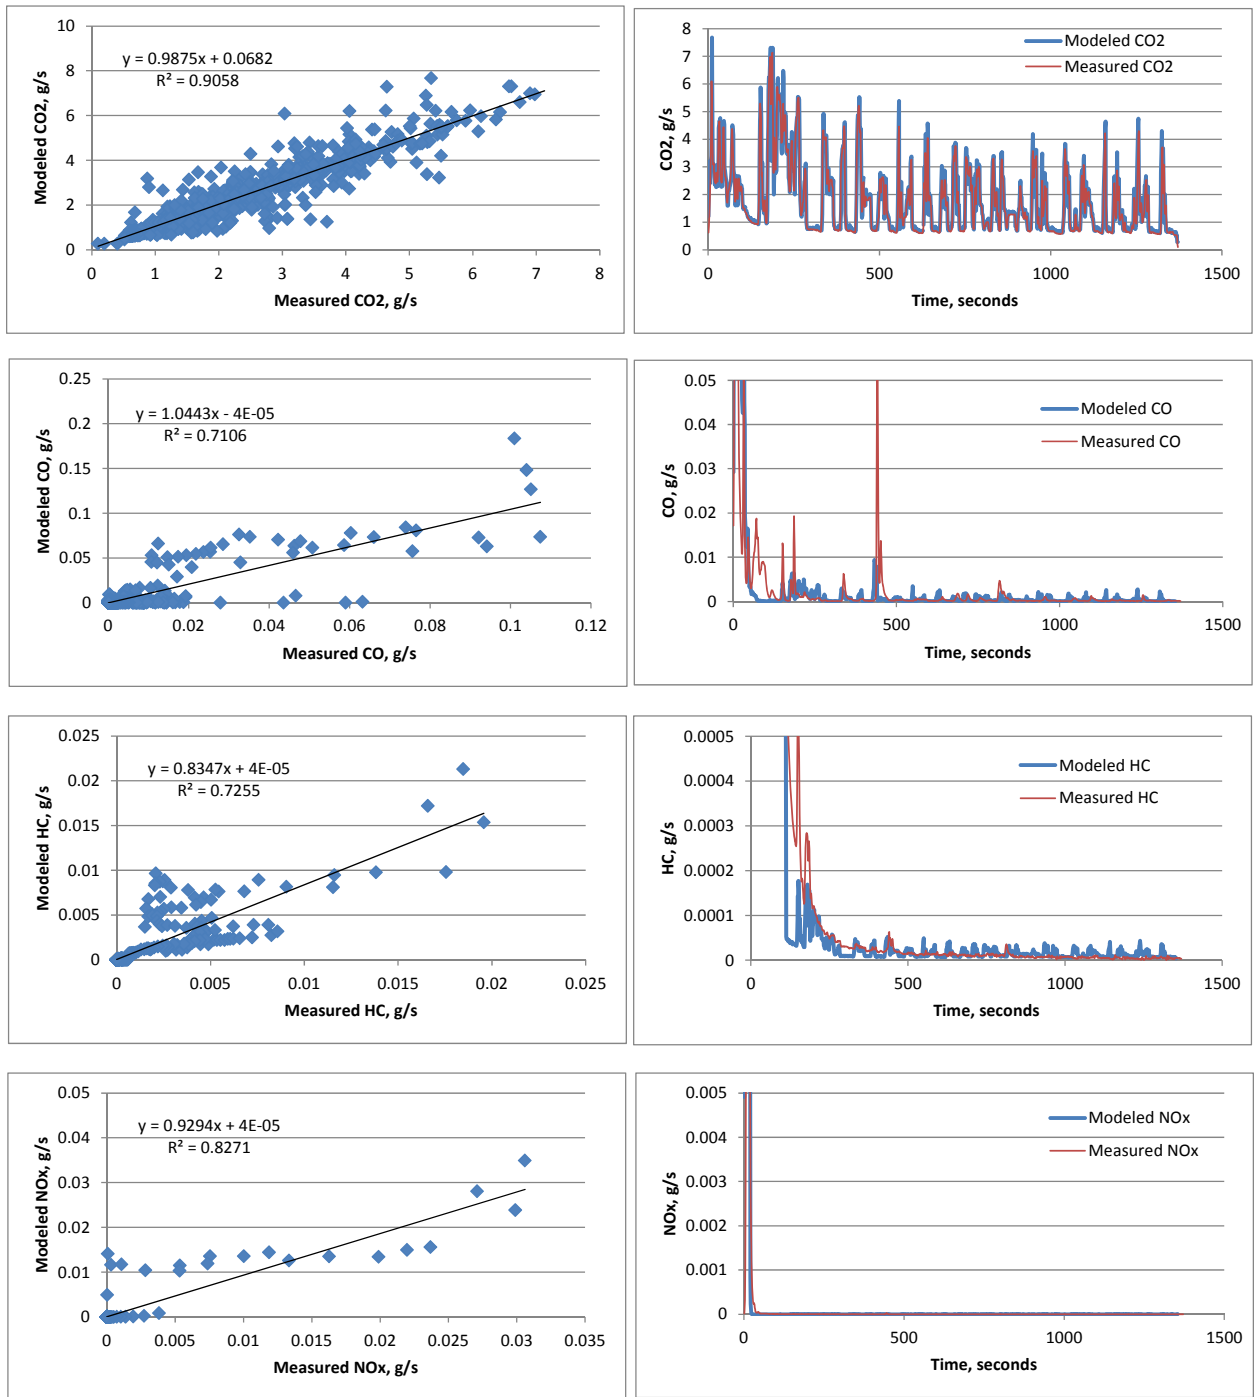 10
8
6
4
2
0
0 1 2 3 4 5 6 7 8
Modeled CO2, g/s
Measured CO2, g/s
y = 0.9875x + 0.0682
R² = 0.9058
8
7
6
5
4
3
2
1
0
0 500 1000 1500
CO2, g/s
Time, seconds
Modeled CO2
Measured CO2
0.25
0.2
0.15
0.1
0.05
0
0 0.02 0.04 0.06 0.08 0.1 0.12
Modeled CO, g/s
Measured CO, g/s
y = 1.0443x - 4E-05
R² = 0.7106
0.05
0.04
0.03
0.02
0.01
0
0 500 1000 1500
CO, g/s
Time, seconds
Modeled CO
Measured CO
0.025
0.02
0.015
0.01
0.005
0
0 0.005 0.01 0.015 0.02 0.025
Modeled HC, g/s
Measured HC, g/s
y = 0.8347x + 4E-05
R² = 0.7255
0.0005
0.0004
0.0003
0.0002
0.0001
0
0 500 1000 1500
HC, g/s
Time, seconds
Modeled HC
Measured HC
0.05
0.04
0.03
0.02
0.01
0
0 0.005 0.01 0.015 0.02 0.025 0.03 0.035
Modeled NOx, g/s
Measured NOx, g/s
y = 0.9294x + 4E-05
R² = 0.8271
0.005
0.004
0.003
0.002
0.001
0
0 500 1000 1500
NOx, g/s
Time, seconds
Modeled NOx
Measured NOx